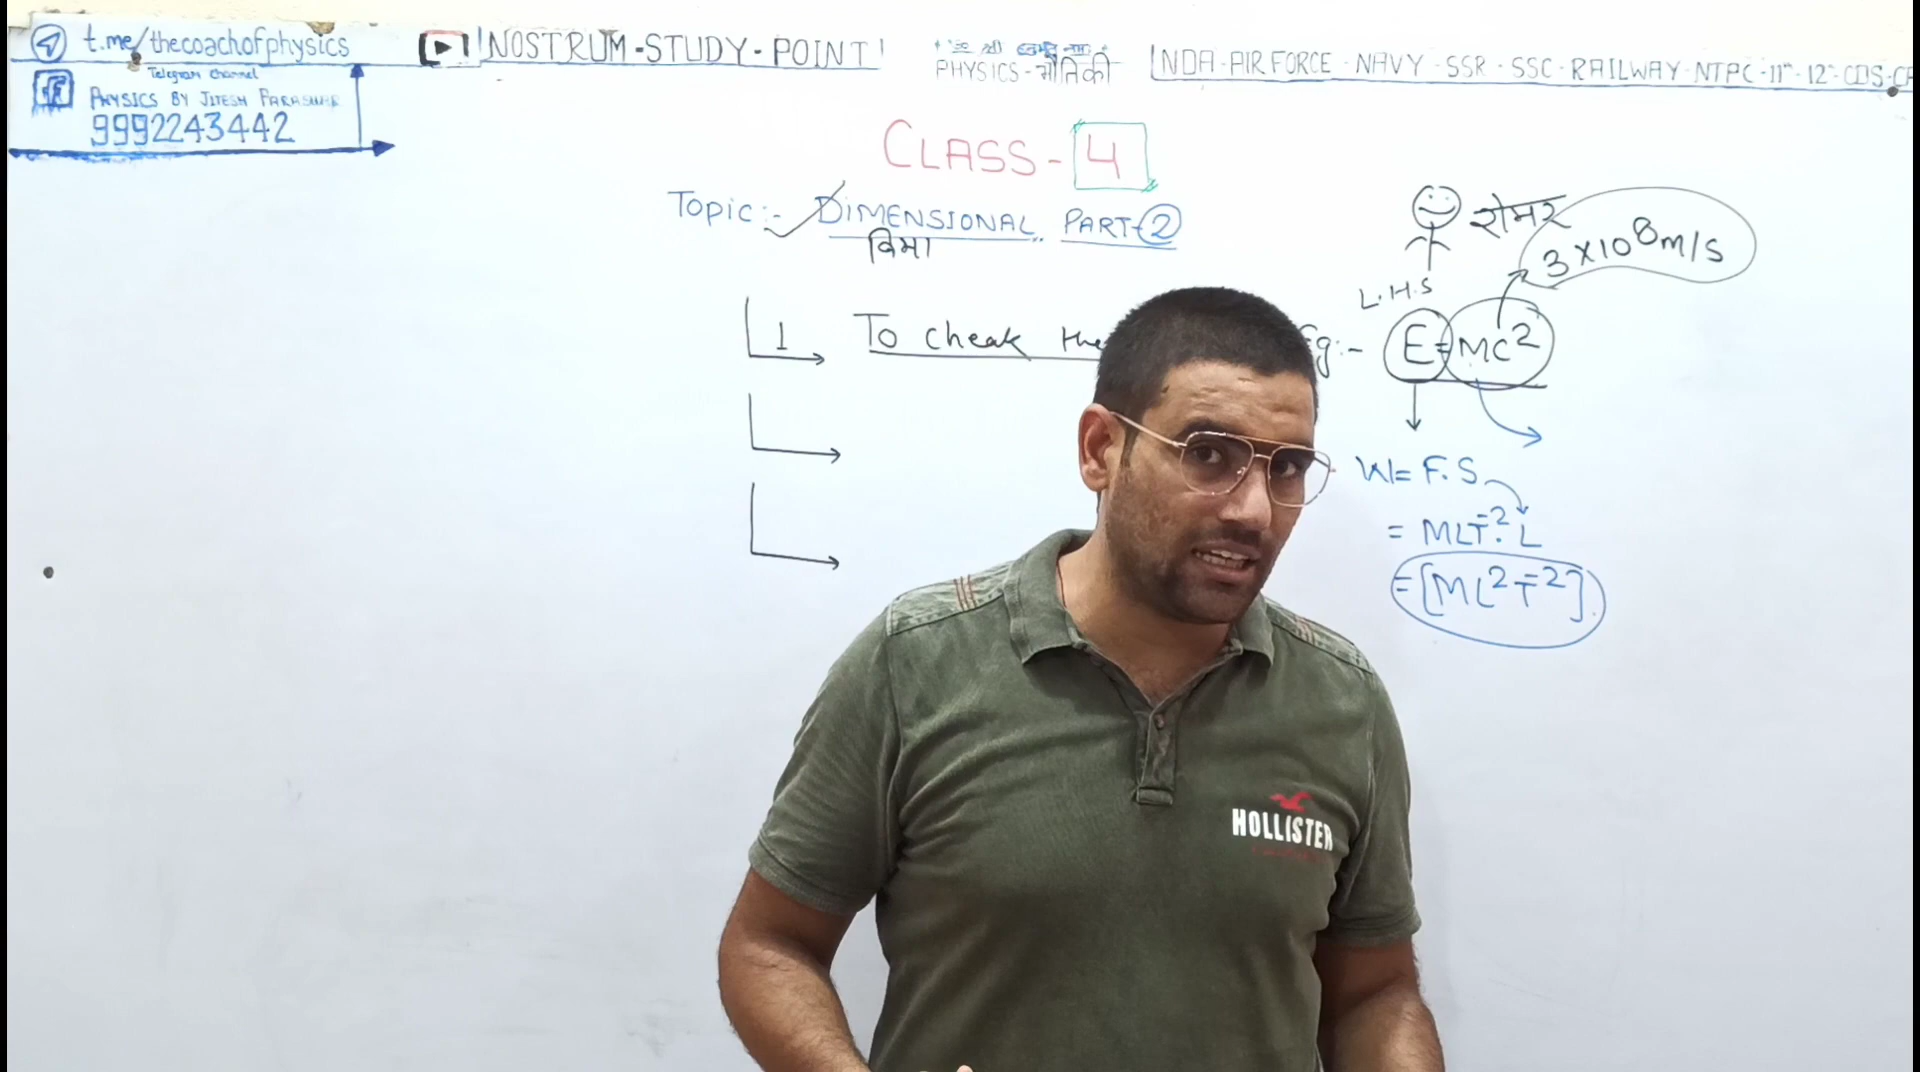 t.me/thecoachofphysics
Telegram Channel
PHYSICS BY JITESH PARASHAR
9992243442
NOSTRUM-STUDY-POINT
PHYSICS-भौतिकी
NDA-AIR FORCE-NAVY-SSR-SSC-RAILWAY-NTPC-11th-12th-CDS-
CLASS-4
Topic:- DIMENSIONAL PART-2
विमा
रोमर
3×10⁸m/s
L.H.S
1 To cheak the
Eg:- E=MC²
W= F.S
= MLT⁻².L
=[ML²T⁻²]
HOLLISTER